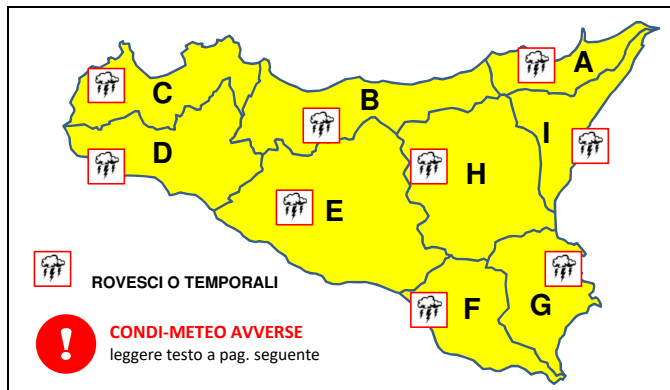 A
C
B
I
D
H
E
F
G
ROVESCI O TEMPORALI
!
CONDI-METEO AVVERSE
leggere testo a pag. seguente